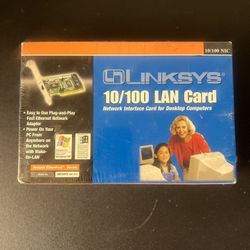 10/100 NIC
LINKSYS
10/100 LAN Card
Network Interface Card for Desktop Computers
• Easy to Use Plug-and-Play
Fast Ethernet Network
Adapter
• Power On Your
PC From
Anywhere on
the Network
with Wake-
On-LAN